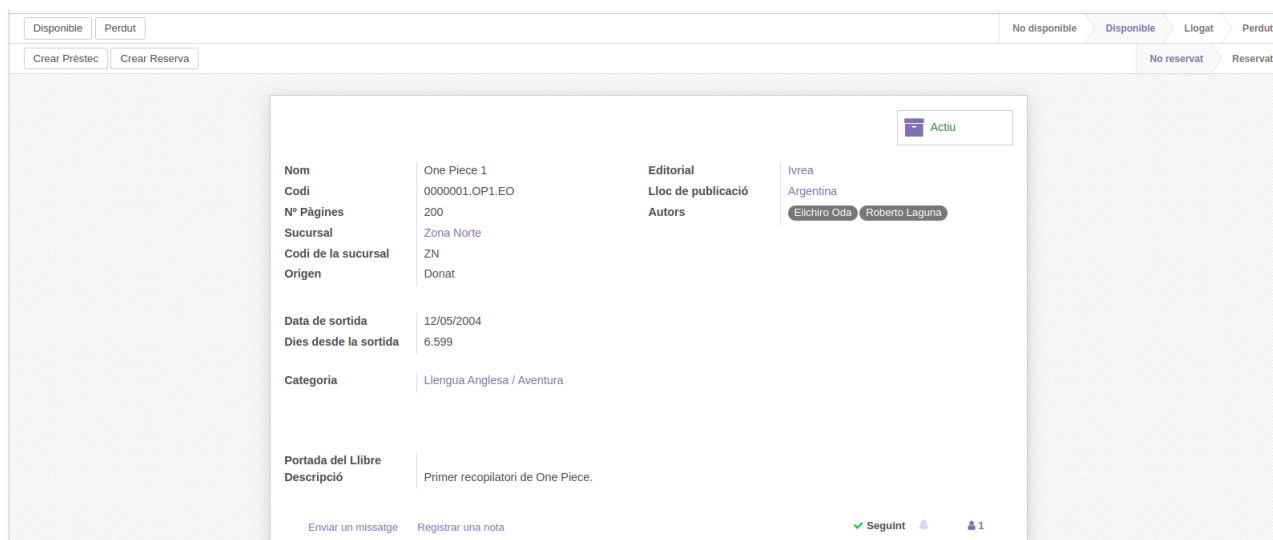 Disponible Perdut No disponible Disponible Llogat Perdut
Crear Préstec Crear Reserva No reservat Reservat
Actiu
Nom One Piece 1 Editorial Ivrea
Codi 0000001.OP1.EO Lloc de publicació Argentina
Nº Pàgines 200 Autors Eiichiro Oda Roberto Laguna
Sucursal Zona Norte
Codi de la sucursal ZN
Origen Donat
Data de sortida 12/05/2004
Dies desde la sortida 6.599
Categoria Llengua Anglesa / Aventura
Portada del Llibre
Descripció Primer recopilatori de One Piece.
Enviar un missatge Registrar una nota Seguint 1